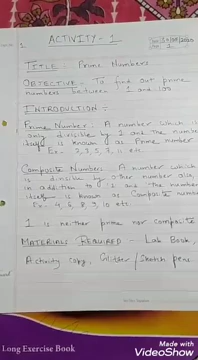 ACTIVITY - 1
TITLE : Prime Numbers
OBJECTIVE - To find out prime
numbers between 1 and 100
INTRODUCTION :-
Prime Number : A number which is
only divisible by 1 and the number
itself is known as Prime number
Ex - 2, 3, 5, 7, 11 etc.
Composite Number : A number which
is divisible by other number also,
in addition to 1 and the number
itself is known as Composite number
Ex - 4, 6, 8, 9, 10 etc
1 is neither prime nor composite
MATERIALS REQUIRED - Lab Book,
Activity Copy, Glitter / Sketch pens
Long Exercise Book
Made with
VideoShow